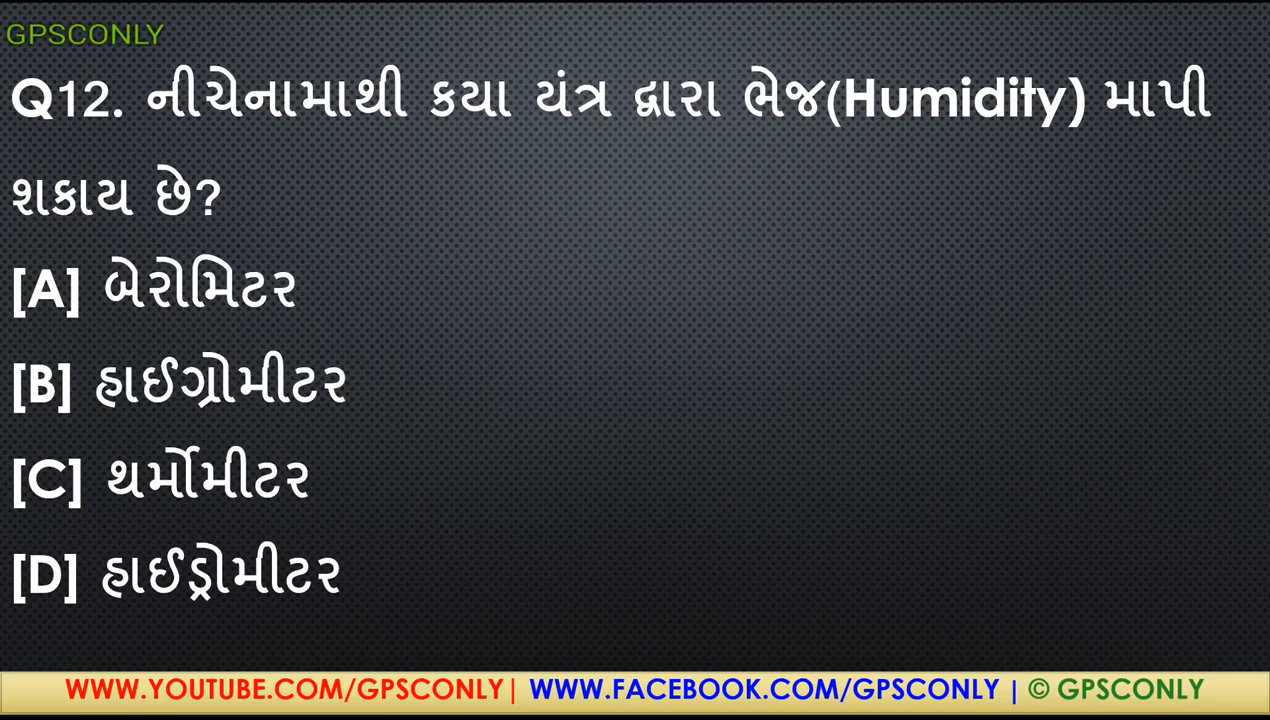 GPSCONLY
Q12. નીચેનામાથી કયા યંત્ર દ્વારા ભેજ(Humidity) માપી
શકાય છે?
[A] બેરોમિટર
[B] હાઈગ્રોમીટર
[C] થર્મોમીટર
[D] હાઈડ્રોમીટર
WWW.YOUTUBE.COM/GPSCONLY| WWW.FACEBOOK.COM/GPSCONLY | © GPSCONLY